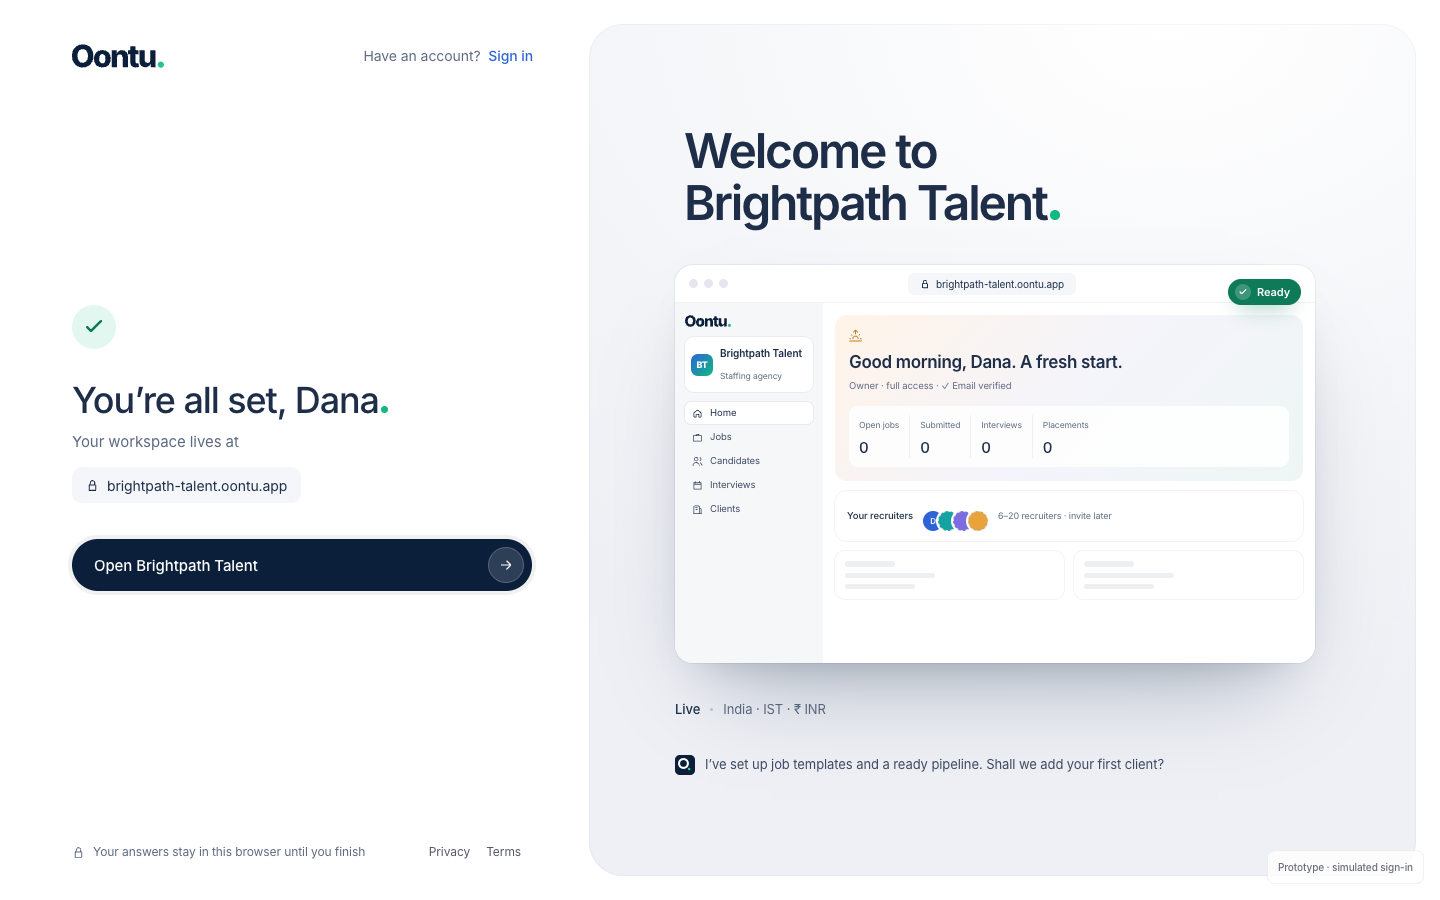 Oontu.
Have an account? Sign in
You’re all set, Dana.
Your workspace lives at
brightpath-talent.oontu.app
Open Brightpath Talent
Your answers stay in this browser until you finish
Privacy Terms
Welcome to
Brightpath Talent.
brightpath-talent.oontu.app
Ready
Oontu.
BT
Brightpath Talent
Staffing agency
Home
Jobs
Candidates
Interviews
Clients
Good morning, Dana. A fresh start.
Owner · full access · ✓ Email verified
Open jobs Submitted Interviews Placements
0 0 0 0
Your recruiters D 6–20 recruiters · invite later
Live · India · IST · ₹ INR
I’ve set up job templates and a ready pipeline. Shall we add your first client?
Prototype · simulated sign-in